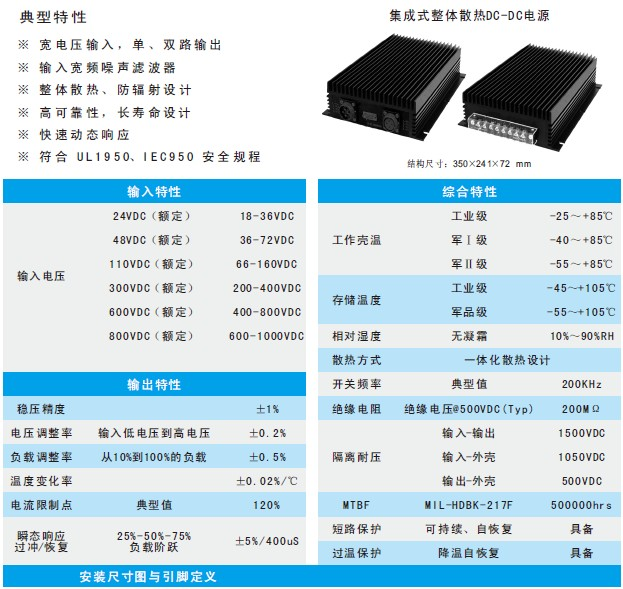 典型特性
※ 宽电压输入，单、双路输出
※ 输入宽频噪声滤波器
※ 整体散热、防辐射设计
※ 高可靠性，长寿命设计
※ 快速动态响应
※ 符合 UL1950、IEC950 安全规程
集成式整体散热DC-DC电源
结构尺寸：350×241×72 mm
输入特性
输入电压
24VDC（额定） 18-36VDC
48VDC（额定） 36-72VDC
110VDC（额定） 66-160VDC
300VDC（额定） 200-400VDC
600VDC（额定） 400-800VDC
800VDC（额定） 600-1000VDC
输出特性
稳压精度 ±1%
电压调整率 输入低电压到高电压 ±0.2%
负载调整率 从10%到100%的负载 ±0.5%
温度变化率 ±0.02%/℃
电流限制点 典型值 120%
瞬态响应 25%-50%-75%
过冲/恢复 负载阶跃 ±5%/400uS
综合特性
工作壳温
工业级 -25～+85℃
军Ⅰ级 -40～+85℃
军Ⅱ级 -55～+85℃
存储温度
工业级 -45～+105℃
军品级 -55～+105℃
相对湿度 无凝霜 10%～90%RH
散热方式 一体化散热设计
开关频率 典型值 200KHz
绝缘电阻 绝缘电压@500VDC(Typ) 200MΩ
隔离耐压
输入-输出 1500VDC
输入-外壳 1050VDC
输出-外壳 500VDC
MTBF MIL-HDBK-217F 500000hrs
短路保护 可持续、自恢复 具备
过温保护 降温自恢复 具备
安装尺寸图与引脚定义